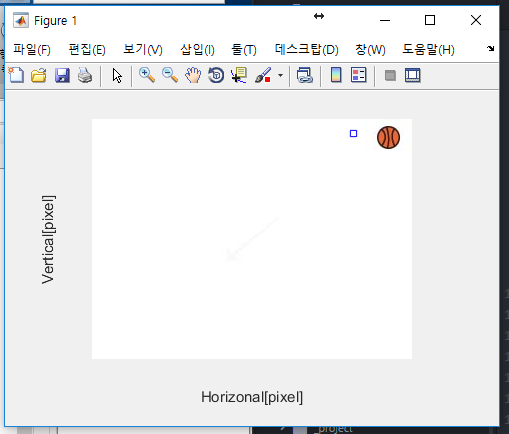 Figure 1
파일(F) 편집(E) 보기(V) 삽입(I) 툴(T) 데스크탑(D) 창(W) 도움말(H)
Vertical[pixel]
Horizonal[pixel]
_project